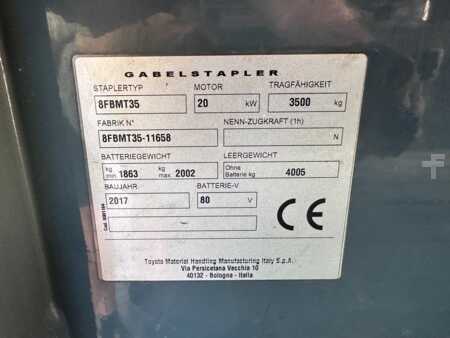 GABELSTAPLER
STAPLERTYP MOTOR TRAGFÄHIGKEIT
8FBMT35 20 kW 3500 kg
FABRIK N° NENN-ZUGKRAFT (1h)
8FBMT35-11658 N
BATTERIEGEWICHT LEERGEWICHT
kg min 1863 kg max. 2002 Ohne Batterie kg 4005
BAUJAHR BATTERIE-V
2017 80 V
CE
Toyota Material Handling Manufacturing Italy S.p.A.
Via Persicetana Vecchia 10
40132 - Bologna - Italia